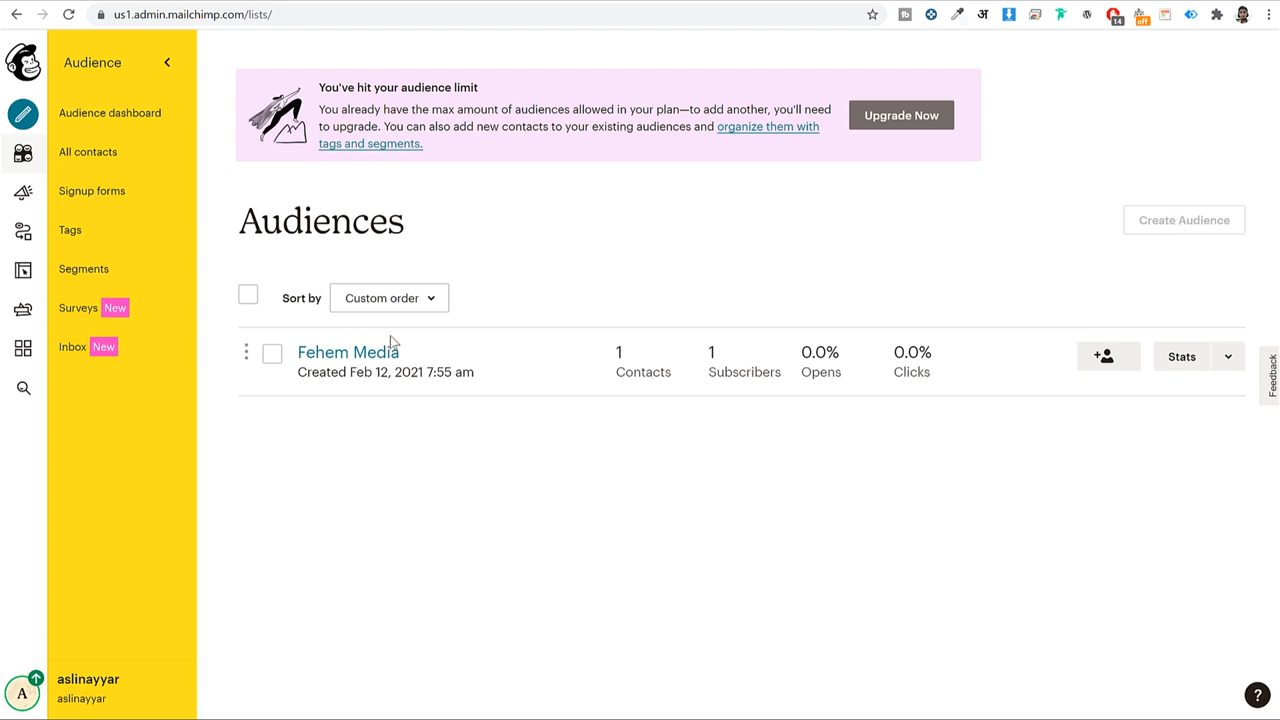 us1.admin.mailchimp.com/lists/
14
off
Audience
Audience dashboard
All contacts
Signup forms
Tags
Segments
Surveys New
Inbox New
aslinayyar
aslinayyar
A
You've hit your audience limit
You already have the max amount of audiences allowed in your plan—to add another, you'll need
to upgrade. You can also add new contacts to your existing audiences and organize them with
tags and segments.
Upgrade Now
Audiences
Create Audience
Sort by Custom order
Fehem Media
Created Feb 12, 2021 7:55 am
1
Contacts
1
Subscribers
0.0%
Opens
0.0%
Clicks
Stats
Feedback
?